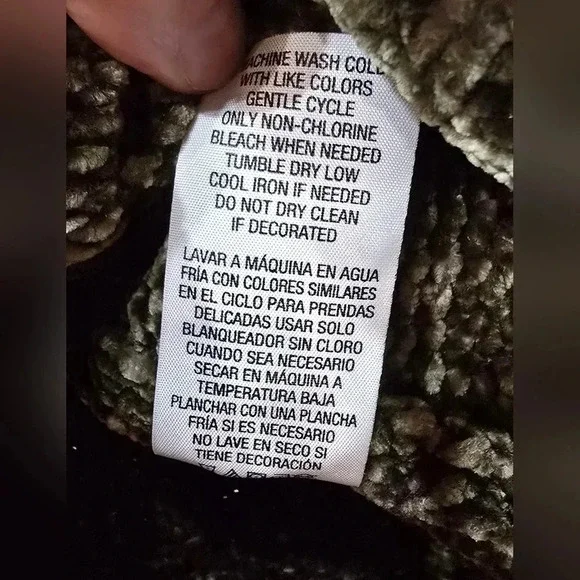 ACHINE WASH COLD
WITH LIKE COLORS
GENTLE CYCLE
ONLY NON-CHLORINE
BLEACH WHEN NEEDED
TUMBLE DRY LOW
COOL IRON IF NEEDED
DO NOT DRY CLEAN
IF DECORATED
LAVAR A MÁQUINA EN AGUA
FRÍA CON COLORES SIMILARES
EN EL CICLO PARA PRENDAS
DELICADAS USAR SOLO
BLANQUEADOR SIN CLORO
CUANDO SEA NECESARIO
SECAR EN MÁQUINA A
TEMPERATURA BAJA
PLANCHAR CON UNA PLANCHA
FRÍA SI ES NECESARIO
NO LAVE EN SECO SI
TIENE DECORACIÓN